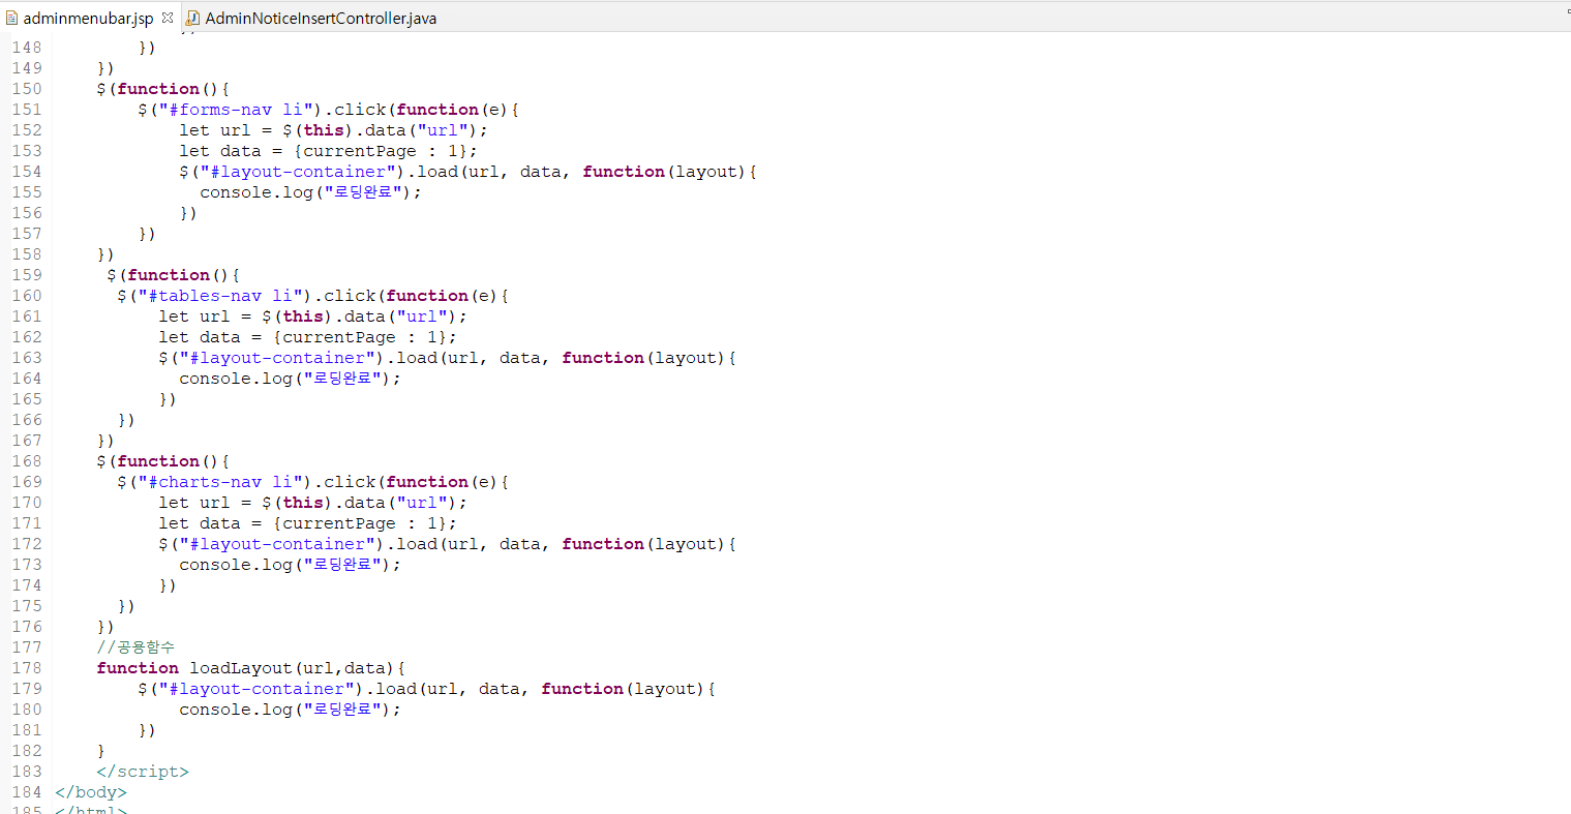 adminmenubar.jsp AdminNoticeInsertController.java
148 })
149 })
150 $(function(){
151 $("#forms-nav li").click(function(e){
152 let url = $(this).data("url");
153 let data = {currentPage : 1};
154 $("#layout-container").load(url, data, function(layout){
155 console.log("로딩완료");
156 })
157 })
158 })
159 $(function(){
160 $("#tables-nav li").click(function(e){
161 let url = $(this).data("url");
162 let data = {currentPage : 1};
163 $("#layout-container").load(url, data, function(layout){
164 console.log("로딩완료");
165 })
166 })
167 })
168 $(function(){
169 $("#charts-nav li").click(function(e){
170 let url = $(this).data("url");
171 let data = {currentPage : 1};
172 $("#layout-container").load(url, data, function(layout){
173 console.log("로딩완료");
174 })
175 })
176 })
177 //공용함수
178 function loadLayout(url,data){
179 $("#layout-container").load(url, data, function(layout){
180 console.log("로딩완료");
181 })
182 }
183 </script>
184 </body>
185 </html>